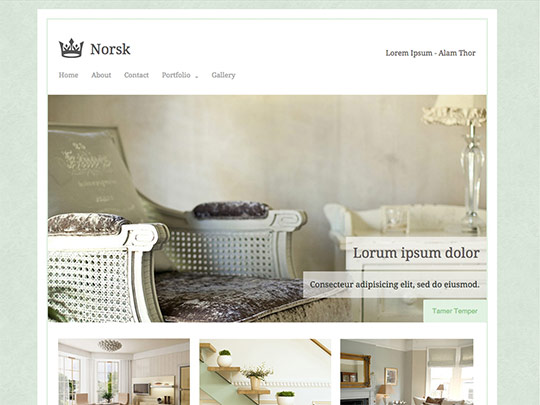 Norsk
Lorem Ipsum - Alam Thor
Home About Contact Portfolio Gallery
Lorum ipsum dolor
Consecteur adipisicing elit, sed do eiusmod.
Tamer Temper